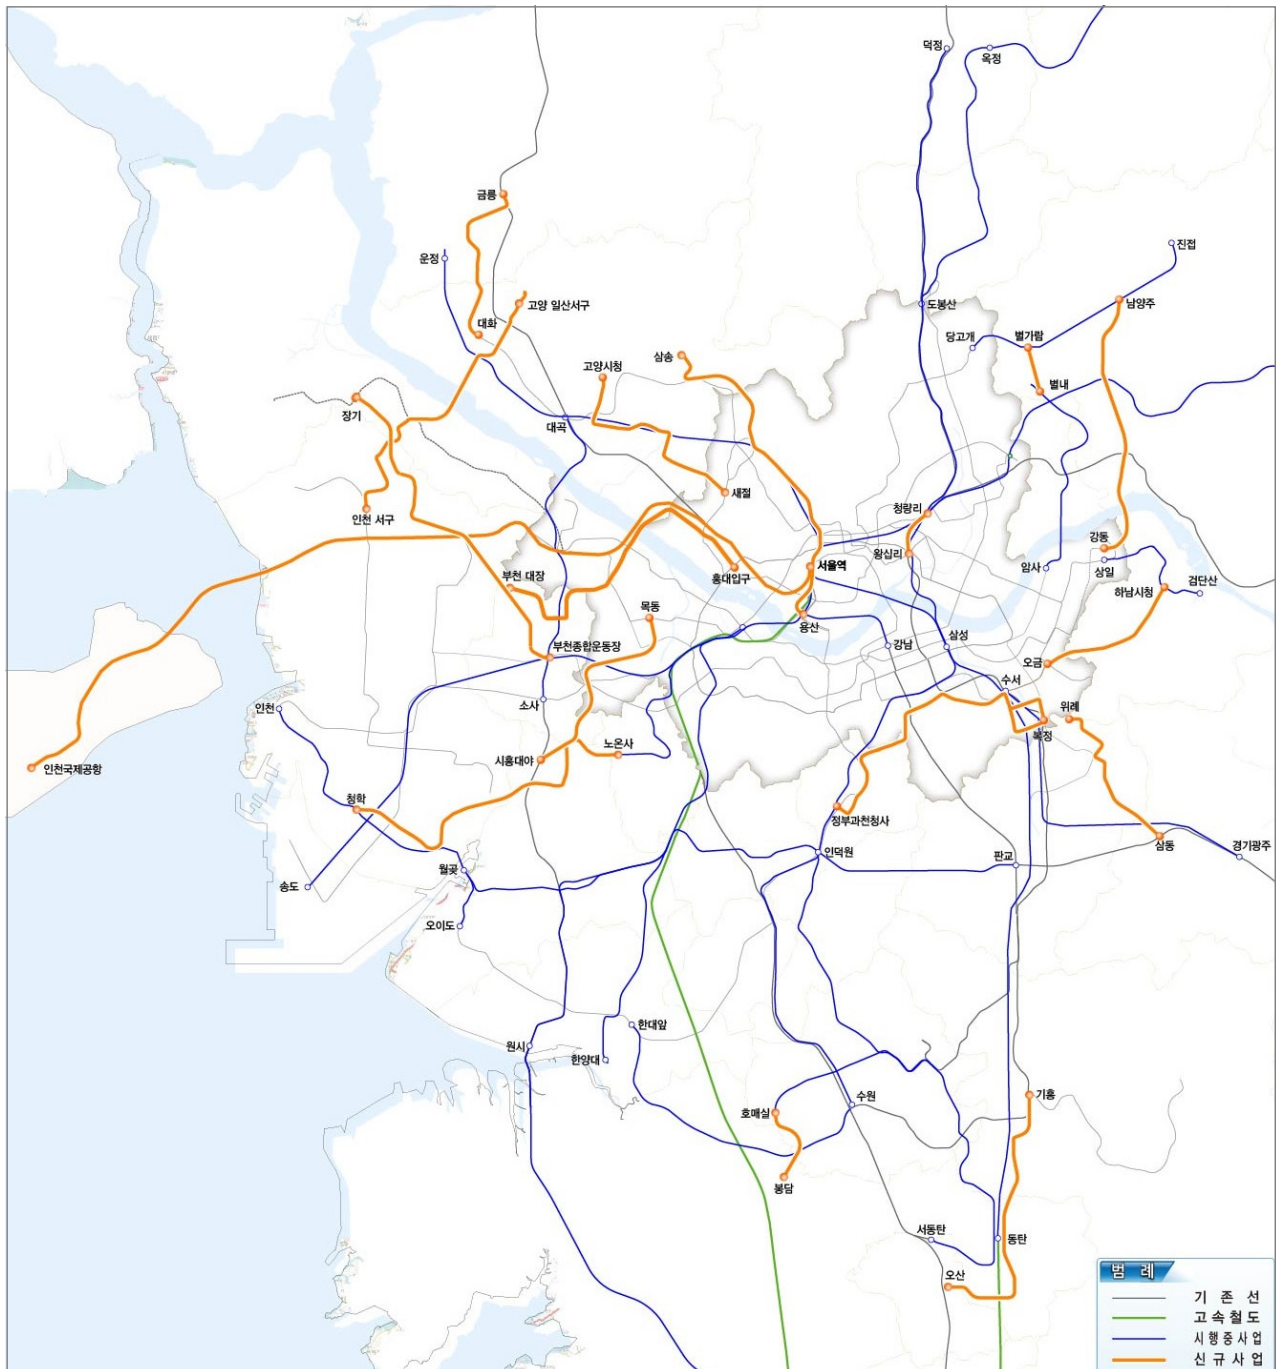 덕정
옥정
금릉
진접
운정
고양 일산서구
남양주
도봉산
대화
당고개
별가람
삼송
고양시청
별내
장기
대곡
새절
인천 서구
청량리
강동
왕십리
서울역
암사
상일
홍대입구
부천 대장
검단산
하남시청
목동
용산
삼성
강남
부천종합운동장
오금
수서
소사
인천
위례
복정
노온사
시흥대야
인천국제공항
청학
정부과천청사
삼동
인덕원
경기광주
판교
월곶
송도
오이도
한대앞
원시
한양대
기흥
수원
호매실
봉담
서동탄
동탄
오산
범 례
기 존 선
고 속 철 도
시 행 중 사 업
신 규 사 업